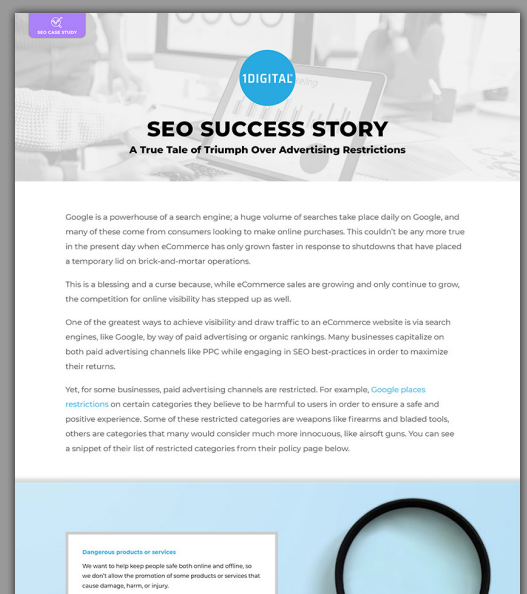 SEO CASE STUDY
1DIGITAL
SEO SUCCESS STORY
A True Tale of Triumph Over Advertising Restrictions
Google is a powerhouse of a search engine; a huge volume of searches take place daily on Google, and
many of these come from consumers looking to make online purchases. This couldn't be any more true
in the present day when eCommerce has only grown faster in response to shutdowns that have placed
a temporary lid on brick-and-mortar operations.
This is a blessing and a curse because, while eCommerce sales are growing and only continue to grow,
the competition for online visibility has stepped up as well.
One of the greatest ways to achieve visibility and draw traffic to an eCommerce website is via search
engines, like Google, by way of paid advertising or organic rankings. Many businesses capitalize on
both paid advertising channels like PPC while engaging in SEO best-practices in order to maximize
their returns.
Yet, for some businesses, paid advertising channels are restricted. For example, Google places
restrictions on certain categories they believe to be harmful to users in order to ensure a safe and
positive experience. Some of these restricted categories are weapons like firearms and bladed tools,
others are categories that many would consider much more innocuous, like airsoft guns. You can see
a snippet of their list of restricted categories from their policy page below.
Dangerous products or services
We want to help keep people safe both online and offline, so
we don't allow the promotion of some products or services that
cause damage, harm, or injury.